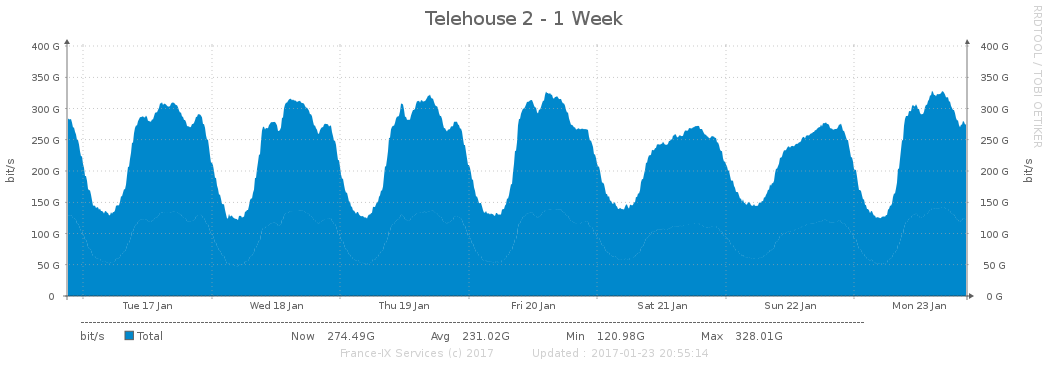 Telehouse 2 - 1 Week
RRDTOOL / TOBI OETIKER
bit/s
400 G 400 G
350 G 350 G
300 G 300 G
250 G 250 G
200 G 200 G
150 G 150 G
100 G 100 G
50 G 50 G
0 0 G
bit/s
Tue 17 Jan Wed 18 Jan Thu 19 Jan Fri 20 Jan Sat 21 Jan Sun 22 Jan Mon 23 Jan
bit/s Total Now 274.49G Avg 231.02G Min 120.98G Max 328.01G
France-IX Services (c) 2017 Updated : 2017-01-23 20:55:14